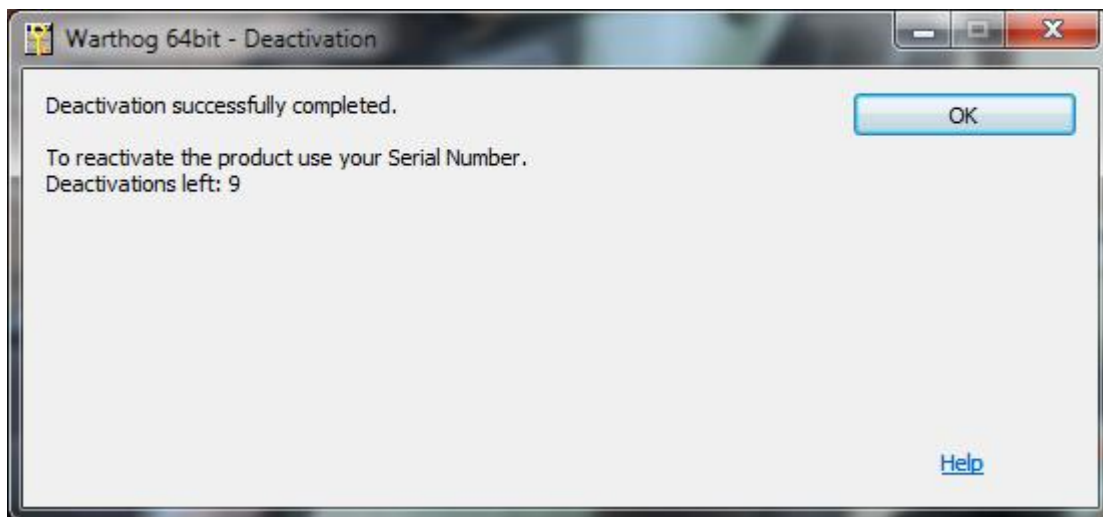 Warthog 64bit - Deactivation
Deactivation successfully completed.
OK
To reactivate the product use your Serial Number.
Deactivations left: 9
Help